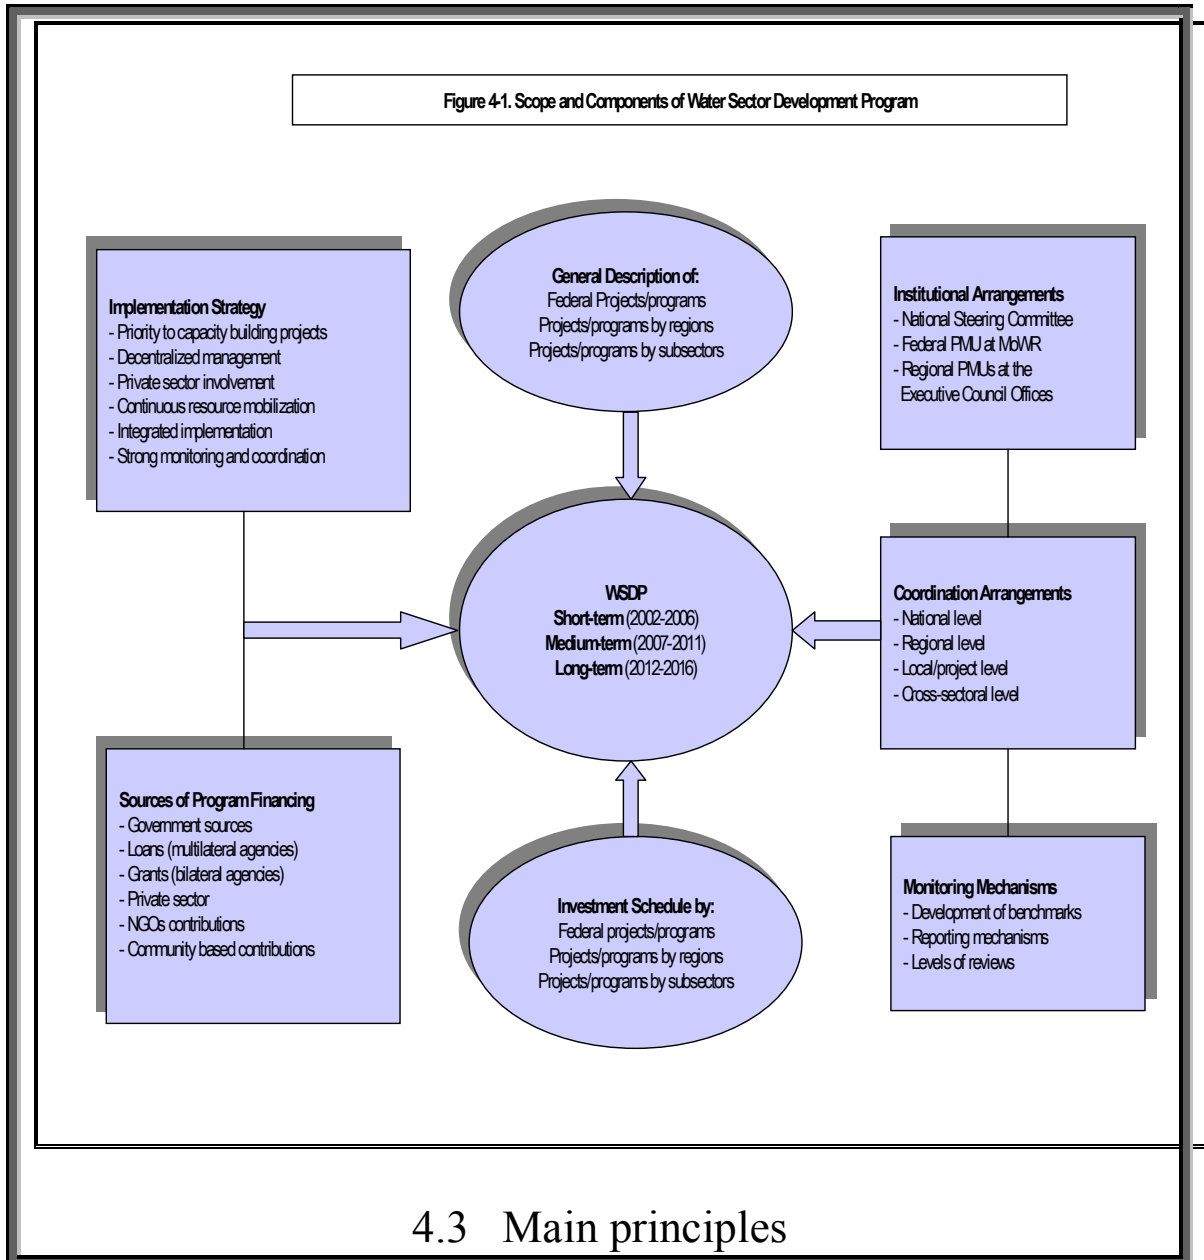 Figure 4-1. Scope and Components of Water Sector Development Program
General Description of:
Federal Projects/programs
Projects/programs by regions
Projects/programs by subsectors
Implementation Strategy
- Priority to capacity building projects
- Decentralized management
- Private sector involvement
- Continuous resource mobilization
- Integrated implementation
- Strong monitoring and coordination
Institutional Arrangements
- National Steering Committee
- Federal PMU at MoWR
- Regional PMUs at the
Executive Council Offices
WSDP
Short-term (2002-2006)
Medium-term (2007-2011)
Long-term (2012-2016)
Coordination Arrangements
- National level
- Regional level
- Local/project level
- Cross-sectoral level
Sources of Program Financing
- Government sources
- Loans (multilateral agencies)
- Grants (bilateral agencies)
- Private sector
- NGOs contributions
- Community based contributions
Investment Schedule by:
Federal projects/programs
Projects/programs by regions
Projects/programs by subsectors
Monitoring Mechanisms
- Development of benchmarks
- Reporting mechanisms
- Levels of reviews
4.3 Main principles